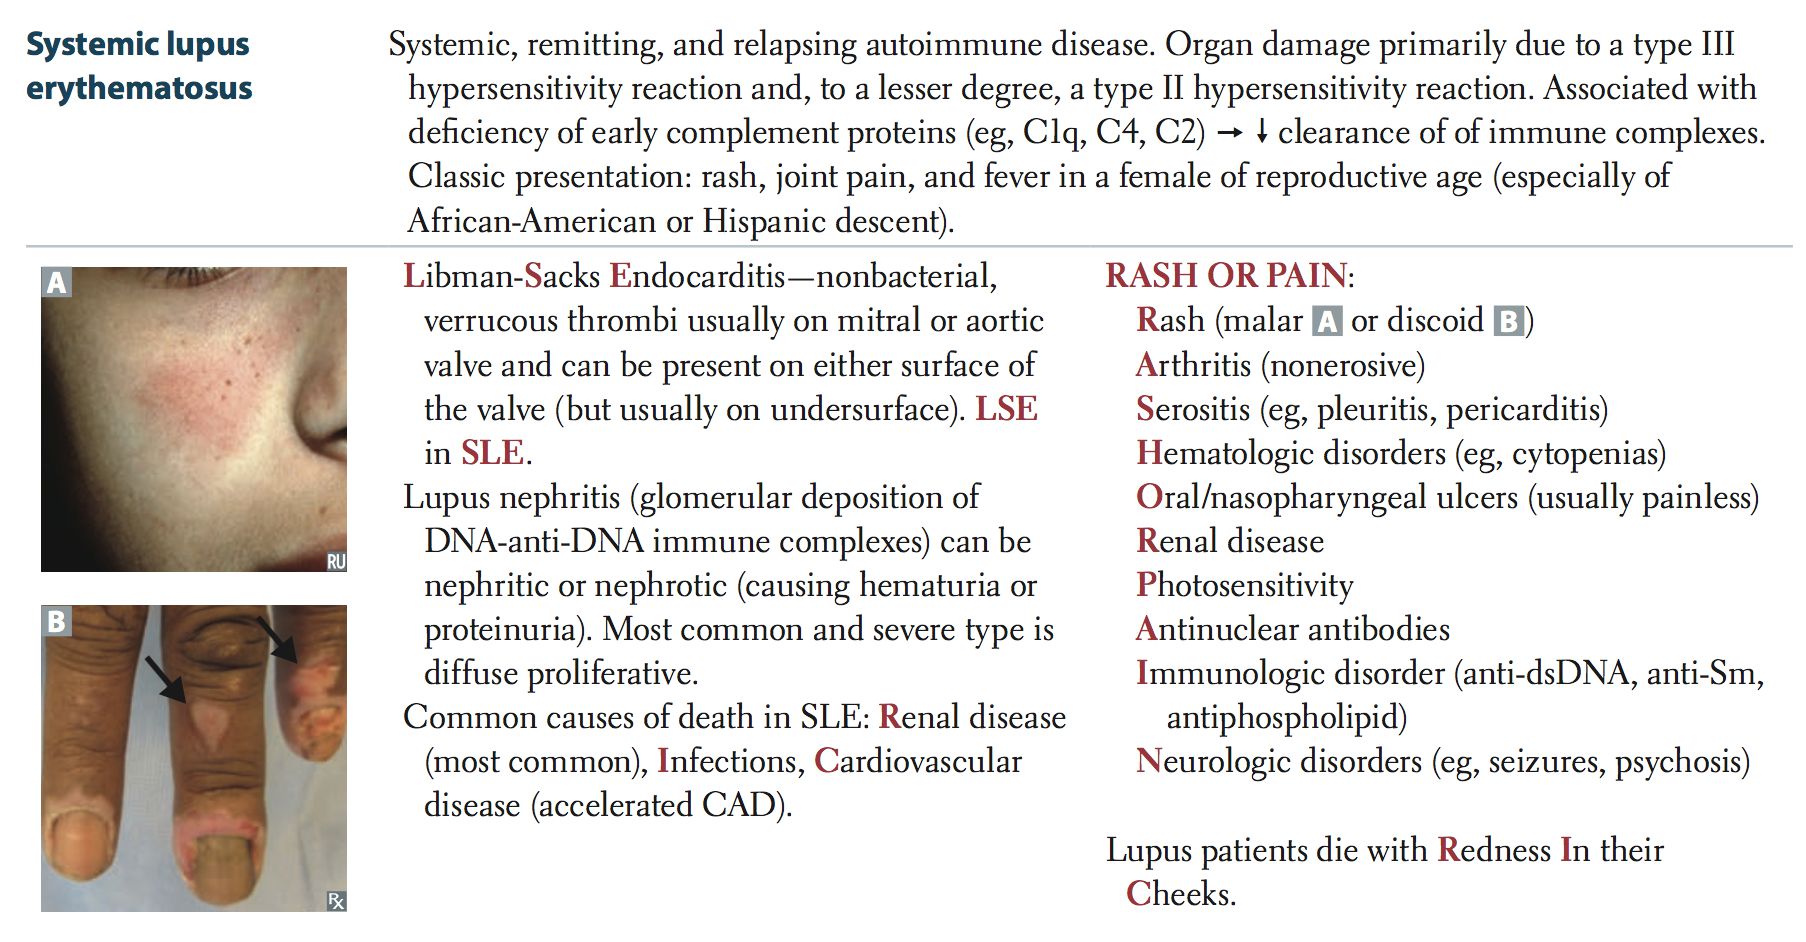 Systemic lupus
erythematosus
Systemic, remitting, and relapsing autoimmune disease. Organ damage primarily due to a type III
hypersensitivity reaction and, to a lesser degree, a type II hypersensitivity reaction. Associated with
deficiency of early complement proteins (eg, C1q, C4, C2) → ↓ clearance of of immune complexes.
Classic presentation: rash, joint pain, and fever in a female of reproductive age (especially of
African-American or Hispanic descent).
A
RU
B
Rx
Libman-Sacks Endocarditis—nonbacterial,
verrucous thrombi usually on mitral or aortic
valve and can be present on either surface of
the valve (but usually on undersurface). LSE
in SLE.
Lupus nephritis (glomerular deposition of
DNA-anti-DNA immune complexes) can be
nephritic or nephrotic (causing hematuria or
proteinuria). Most common and severe type is
diffuse proliferative.
Common causes of death in SLE: Renal disease
(most common), Infections, Cardiovascular
disease (accelerated CAD).
RASH OR PAIN:
Rash (malar A or discoid B)
Arthritis (nonerosive)
Serositis (eg, pleuritis, pericarditis)
Hematologic disorders (eg, cytopenias)
Oral/nasopharyngeal ulcers (usually painless)
Renal disease
Photosensitivity
Antinuclear antibodies
Immunologic disorder (anti-dsDNA, anti-Sm,
antiphospholipid)
Neurologic disorders (eg, seizures, psychosis)
Lupus patients die with Redness In their
Cheeks.